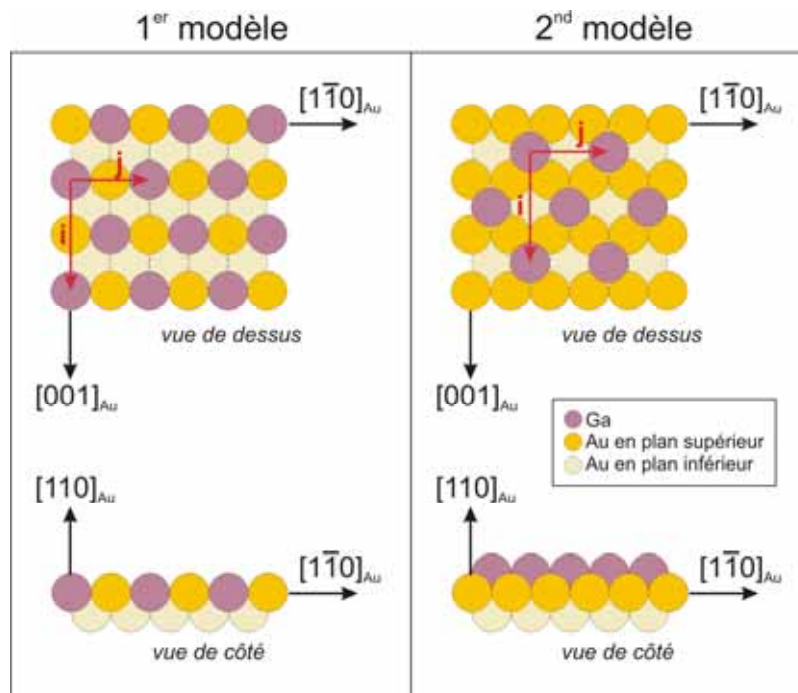 1er modèle
[11̅0]Au
j
i
vue de dessus
[001]Au
[110]Au
[11̅0]Au
vue de côté
2nd modèle
[11̅0]Au
j
i
vue de dessus
[001]Au
Ga
Au en plan supérieur
Au en plan inférieur
[110]Au
[11̅0]Au
vue de côté